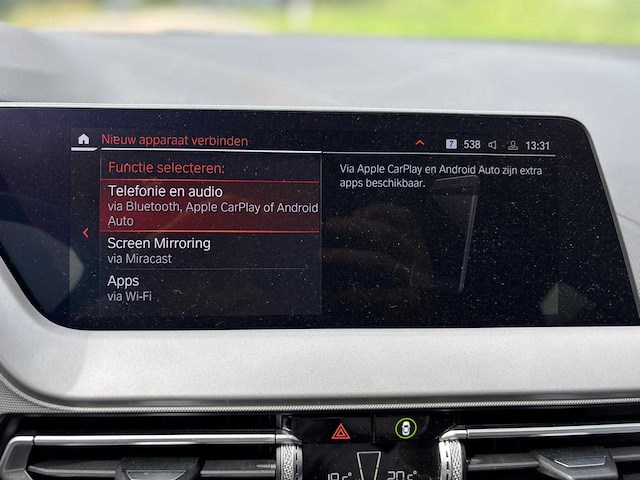 Nieuw apparaat verbinden
7 538 13:31
Functie selecteren:
Telefonie en audio
via Bluetooth, Apple CarPlay of Android
Auto
Screen Mirroring
via Miracast
Apps
via Wi-Fi
Via Apple CarPlay en Android Auto zijn extra
apps beschikbaar.